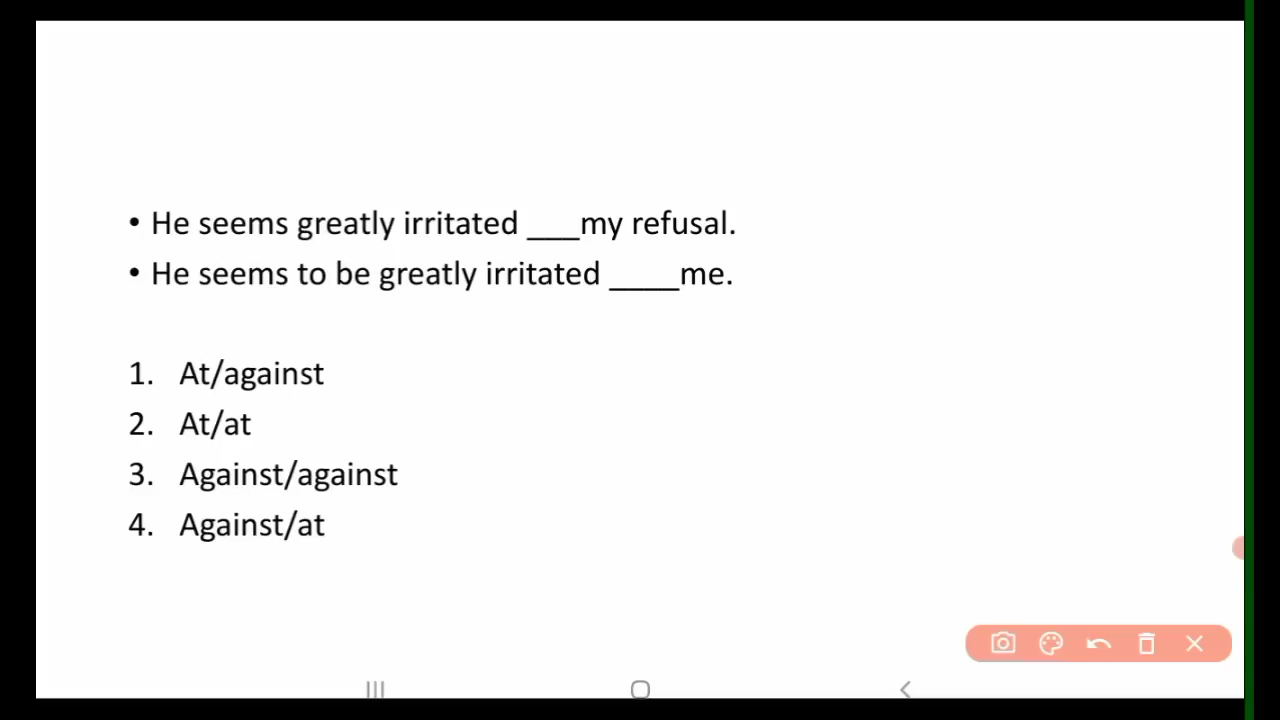 • He seems greatly irritated ___my refusal.
• He seems to be greatly irritated ____me.
1. At/against
2. At/at
3. Against/against
4. Against/at